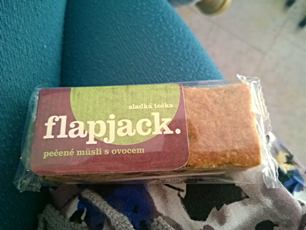 sladká tečka
flapjack.
pečené müsli s ovocem